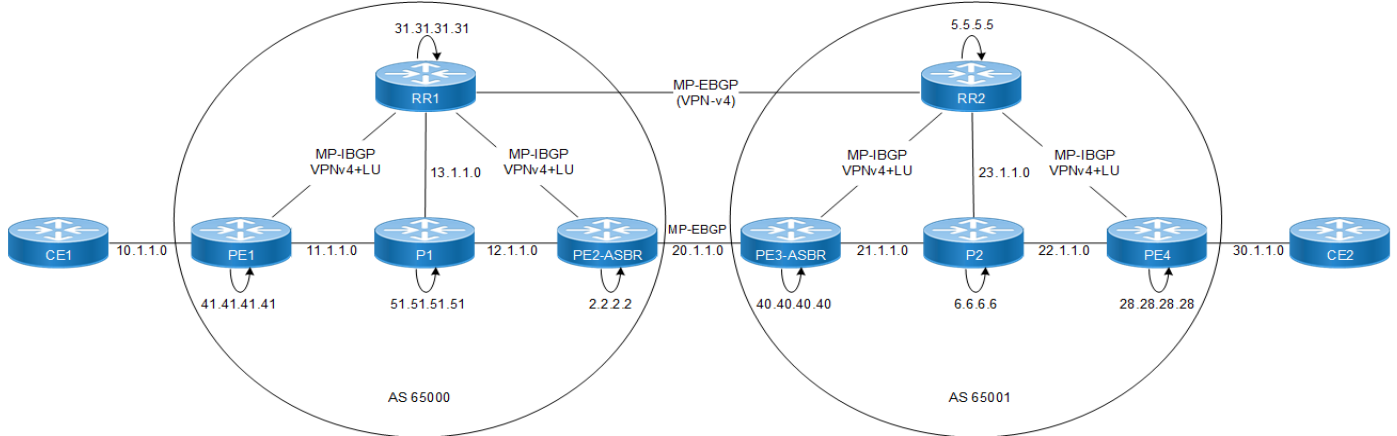 31.31.31.31
5.5.5.5
RR1
MP-EBGP
(VPN-v4)
RR2
MP-IBGP
VPNv4+LU
MP-IBGP
VPNv4+LU
MP-IBGP
VPNv4+LU
MP-IBGP
VPNv4+LU
13.1.1.0
23.1.1.0
MP-EBGP
CE1
10.1.1.0
PE1
11.1.1.0
P1
12.1.1.0
PE2-ASBR
20.1.1.0
PE3-ASBR
21.1.1.0
P2
22.1.1.0
PE4
30.1.1.0
CE2
41.41.41.41
51.51.51.51
2.2.2.2
40.40.40.40
6.6.6.6
28.28.28.28
AS 65000
AS 65001